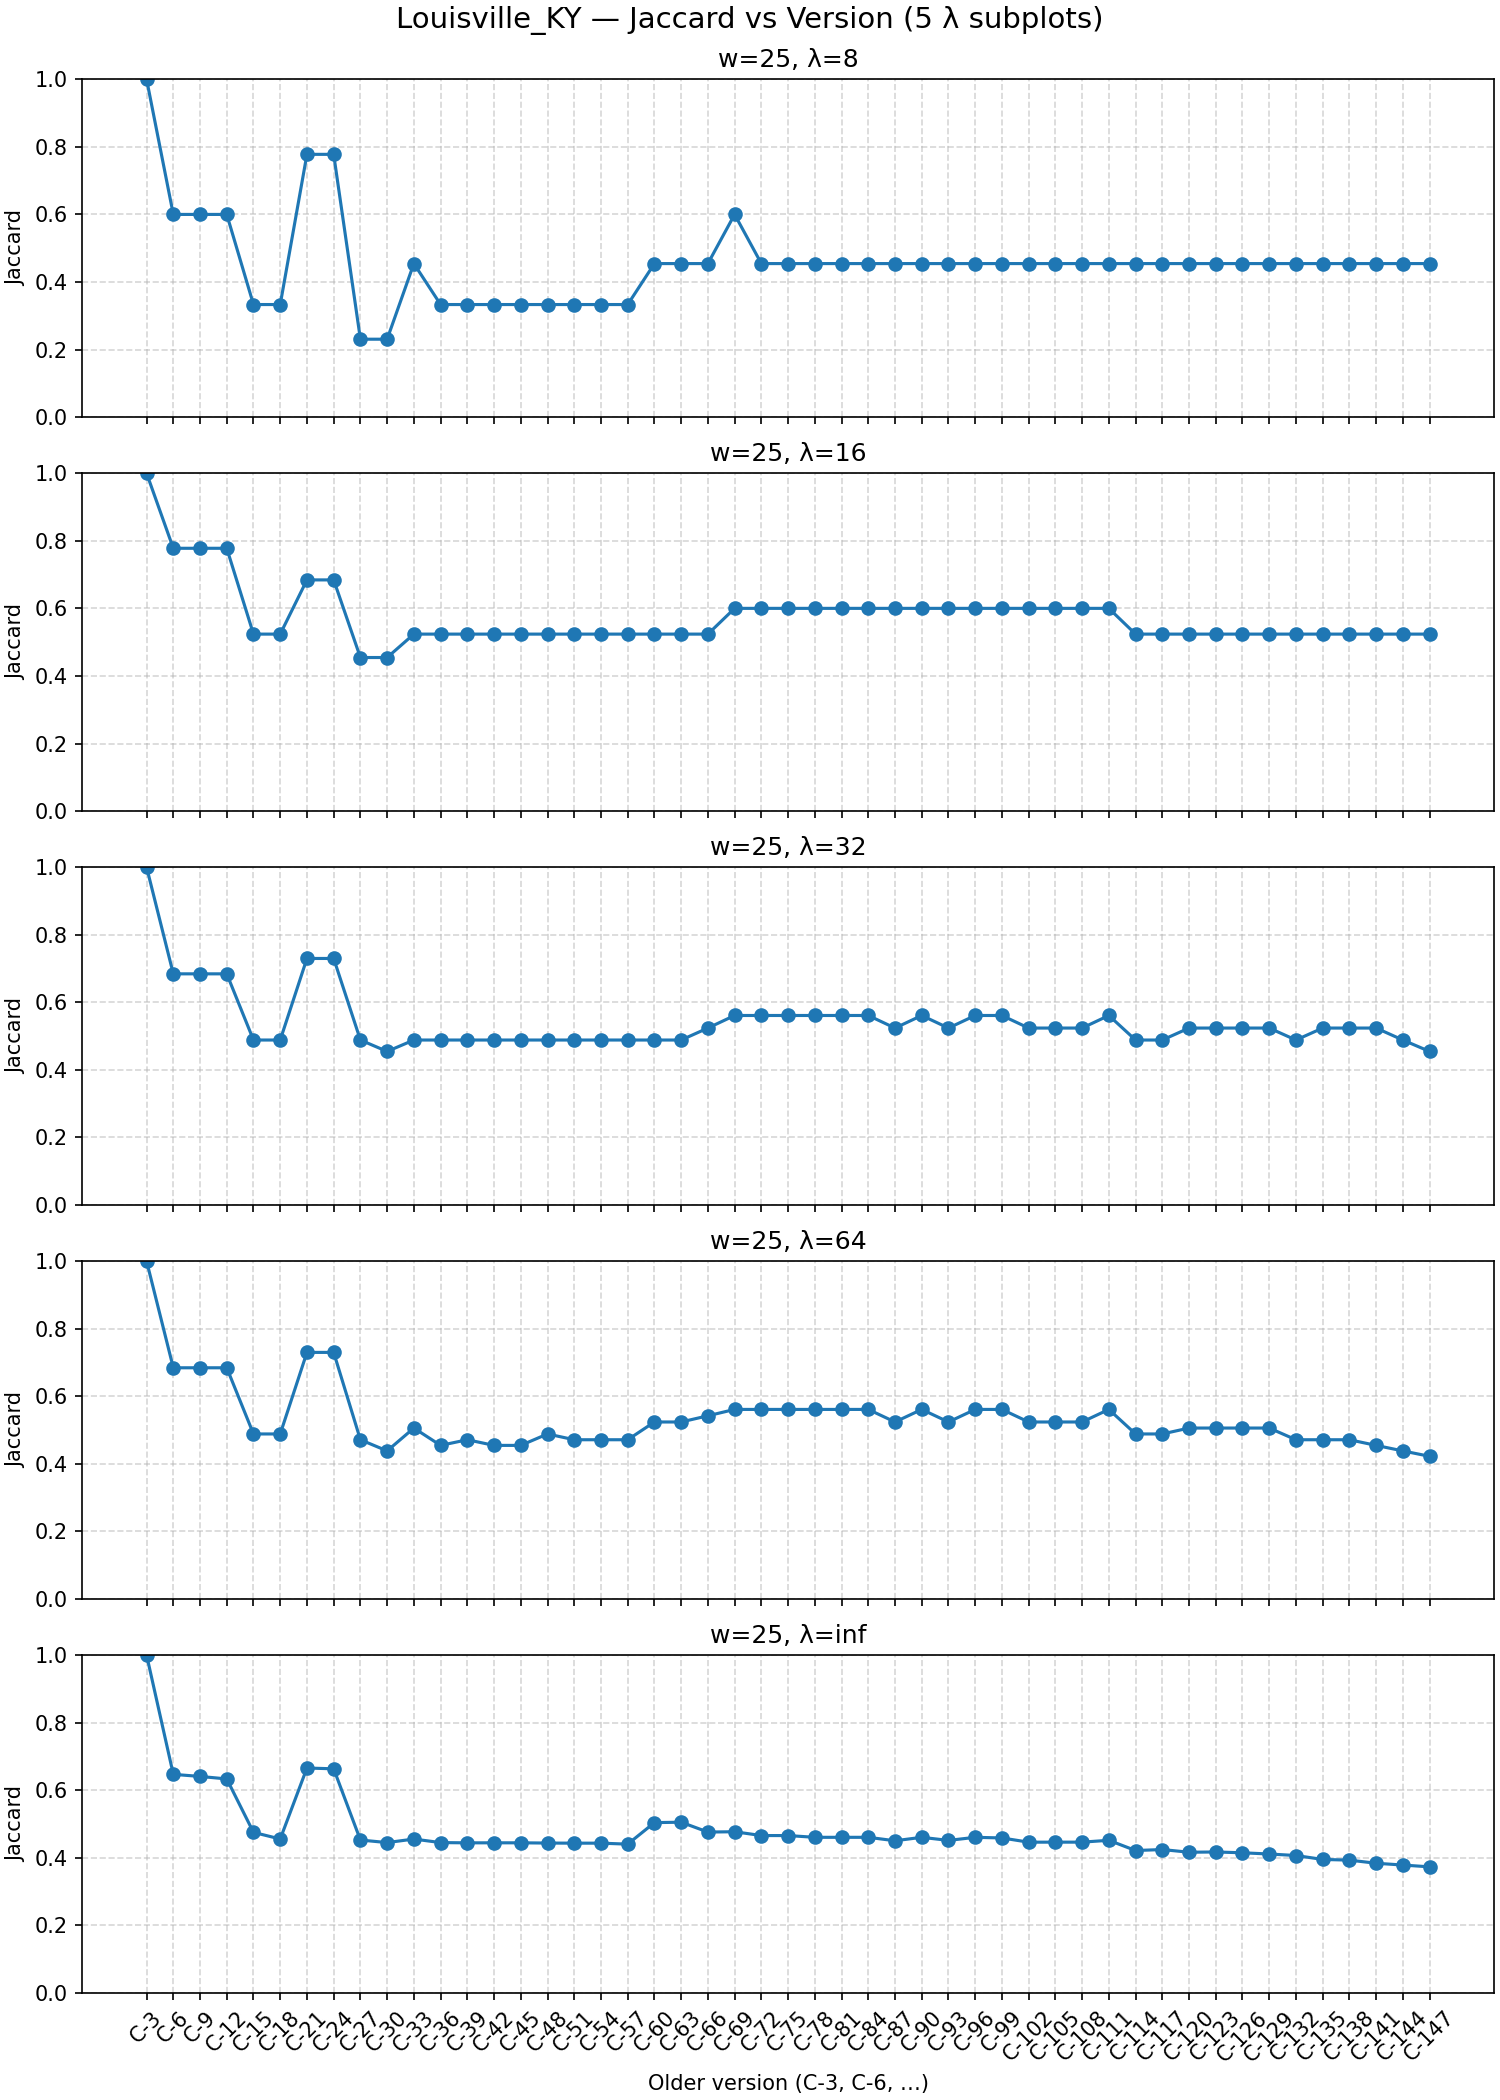 Louisville_KY — Jaccard vs Version (5 λ subplots)
w=25, λ=8
1.0
0.8
0.6
0.4
0.2
0.0
Jaccard
w=25, λ=16
1.0
0.8
0.6
0.4
0.2
0.0
Jaccard
w=25, λ=32
1.0
0.8
0.6
0.4
0.2
0.0
Jaccard
w=25, λ=64
1.0
0.8
0.6
0.4
0.2
0.0
Jaccard
w=25, λ=inf
1.0
0.8
0.6
0.4
0.2
0.0
Jaccard
C-3 C-6 C-9 C-12 C-15 C-18 C-21 C-24 C-27 C-30 C-33 C-36 C-39 C-42 C-45 C-48 C-51 C-54 C-57 C-60 C-63 C-66 C-69 C-72 C-75 C-78 C-81 C-84 C-87 C-90 C-93 C-96 C-99 C-102 C-105 C-108 C-111 C-114 C-117 C-120 C-123 C-126 C-129 C-132 C-135 C-138 C-141 C-144 C-147
Older version (C-3, C-6, ...)